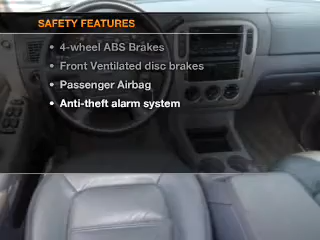 SAFETY FEATURES
• 4-wheel ABS Brakes
• Front Ventilated disc brakes
• Passenger Airbag
• Anti-theft alarm system